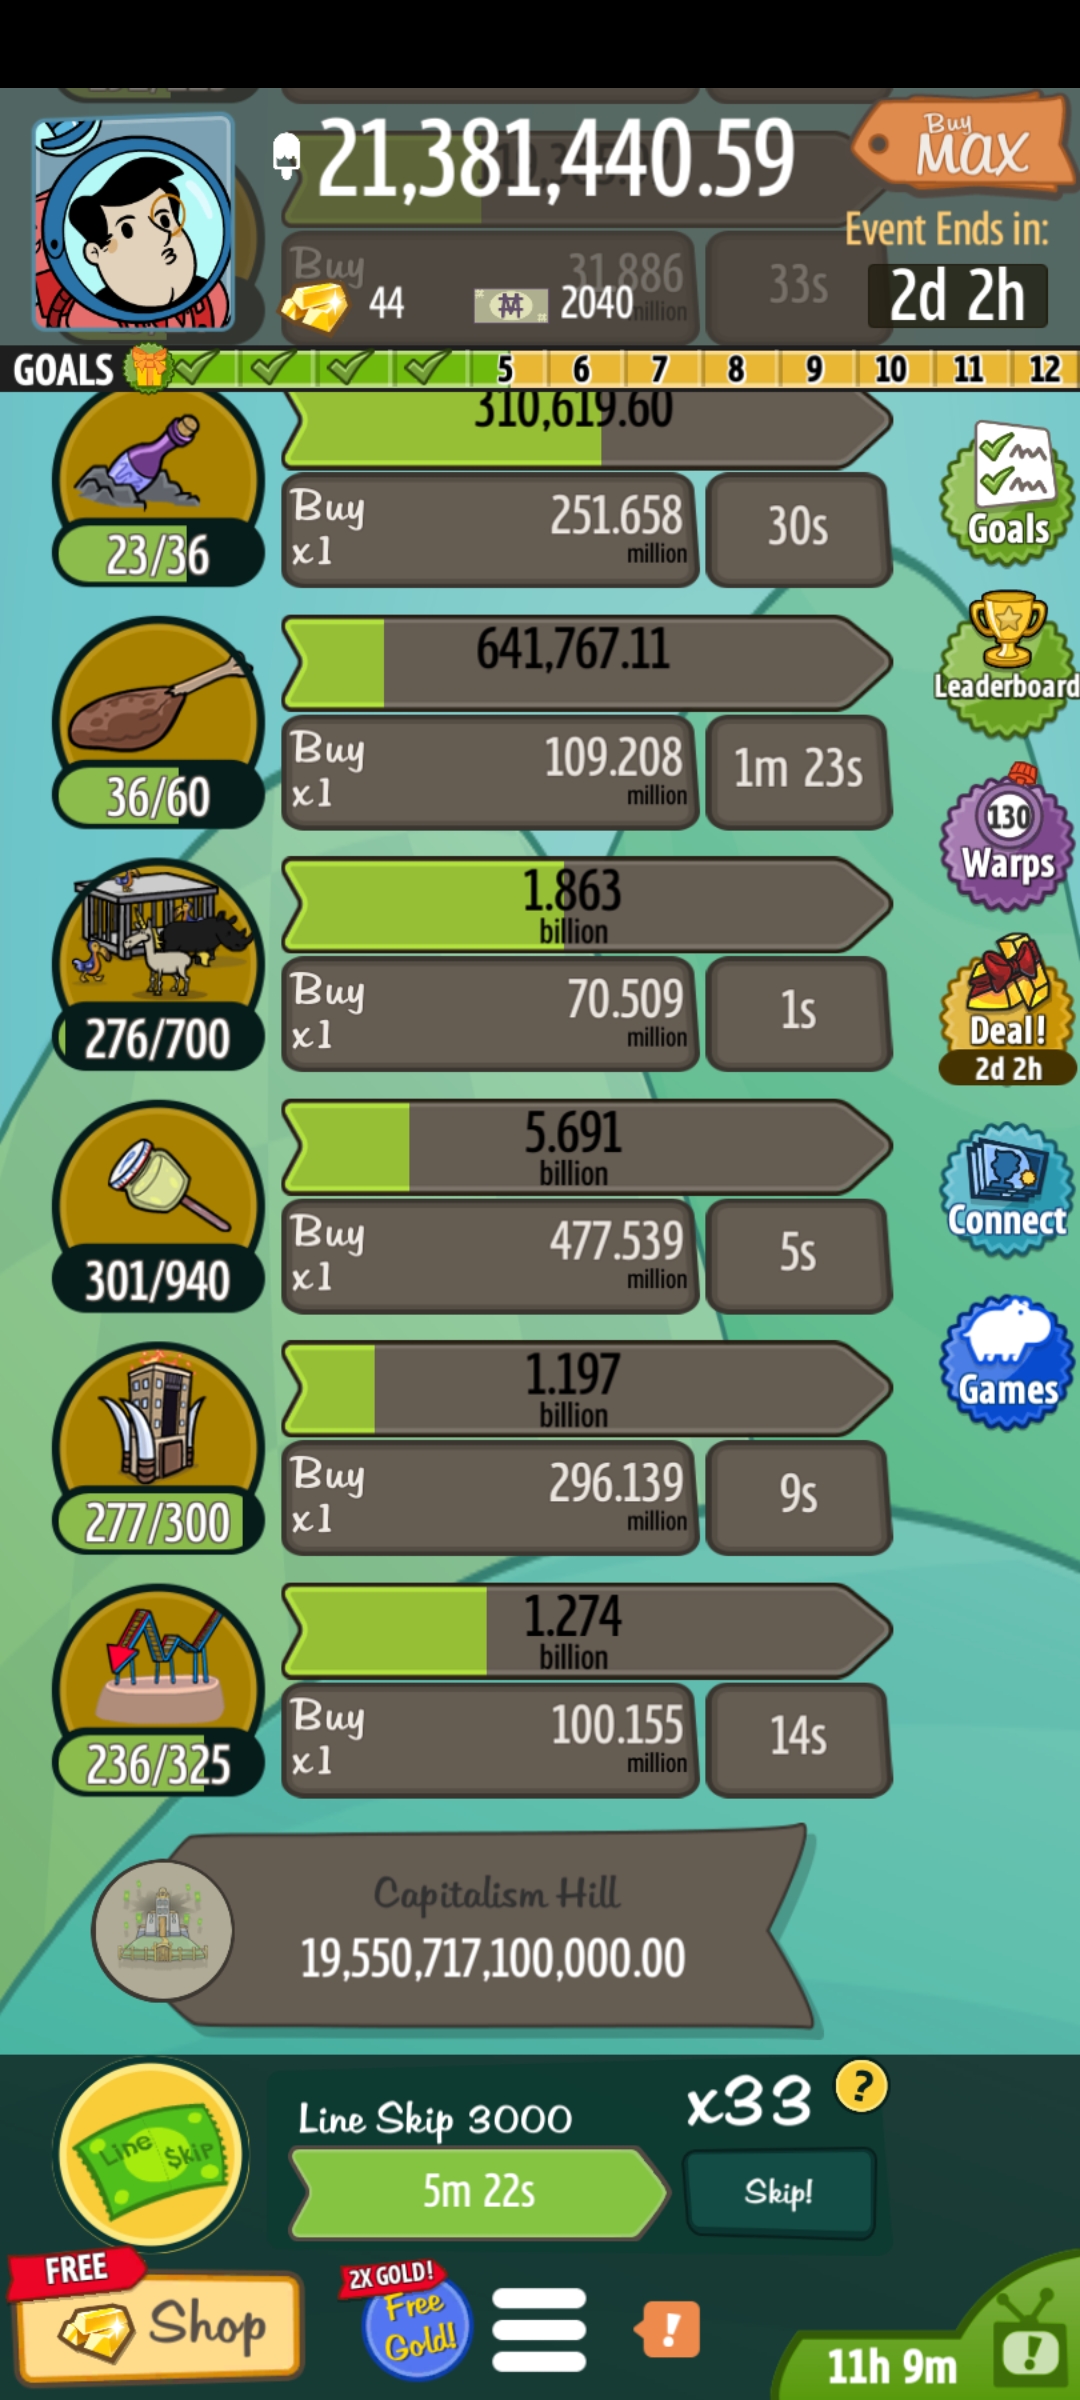 21,381,440.59
Buy
MAX
Event Ends in:
Buy
31.886
million
33s
44
2040
2d 2h
GOALS
5 6 7 8 9 10 11 12
310,619.60
Buy
x1
251.658
million
30s
23/36
Goals
641,767.11
Leaderboard
Buy
x1
109.208
million
1m 23s
36/60
130
Warps
1.863
billion
Buy
x1
70.509
million
1s
276/700
Deal!
2d 2h
5.691
billion
Buy
x1
477.539
million
5s
301/940
Connect
1.197
billion
Games
Buy
x1
296.139
million
9s
277/300
1.274
billion
Buy
x1
100.155
million
14s
236/325
Capitalism Hill
19,550,717,100,000.00
Line Skip
Line Skip 3000
x33
?
5m 22s
Skip!
FREE
Shop
2X GOLD!
Free
Gold!
!
11h 9m
!